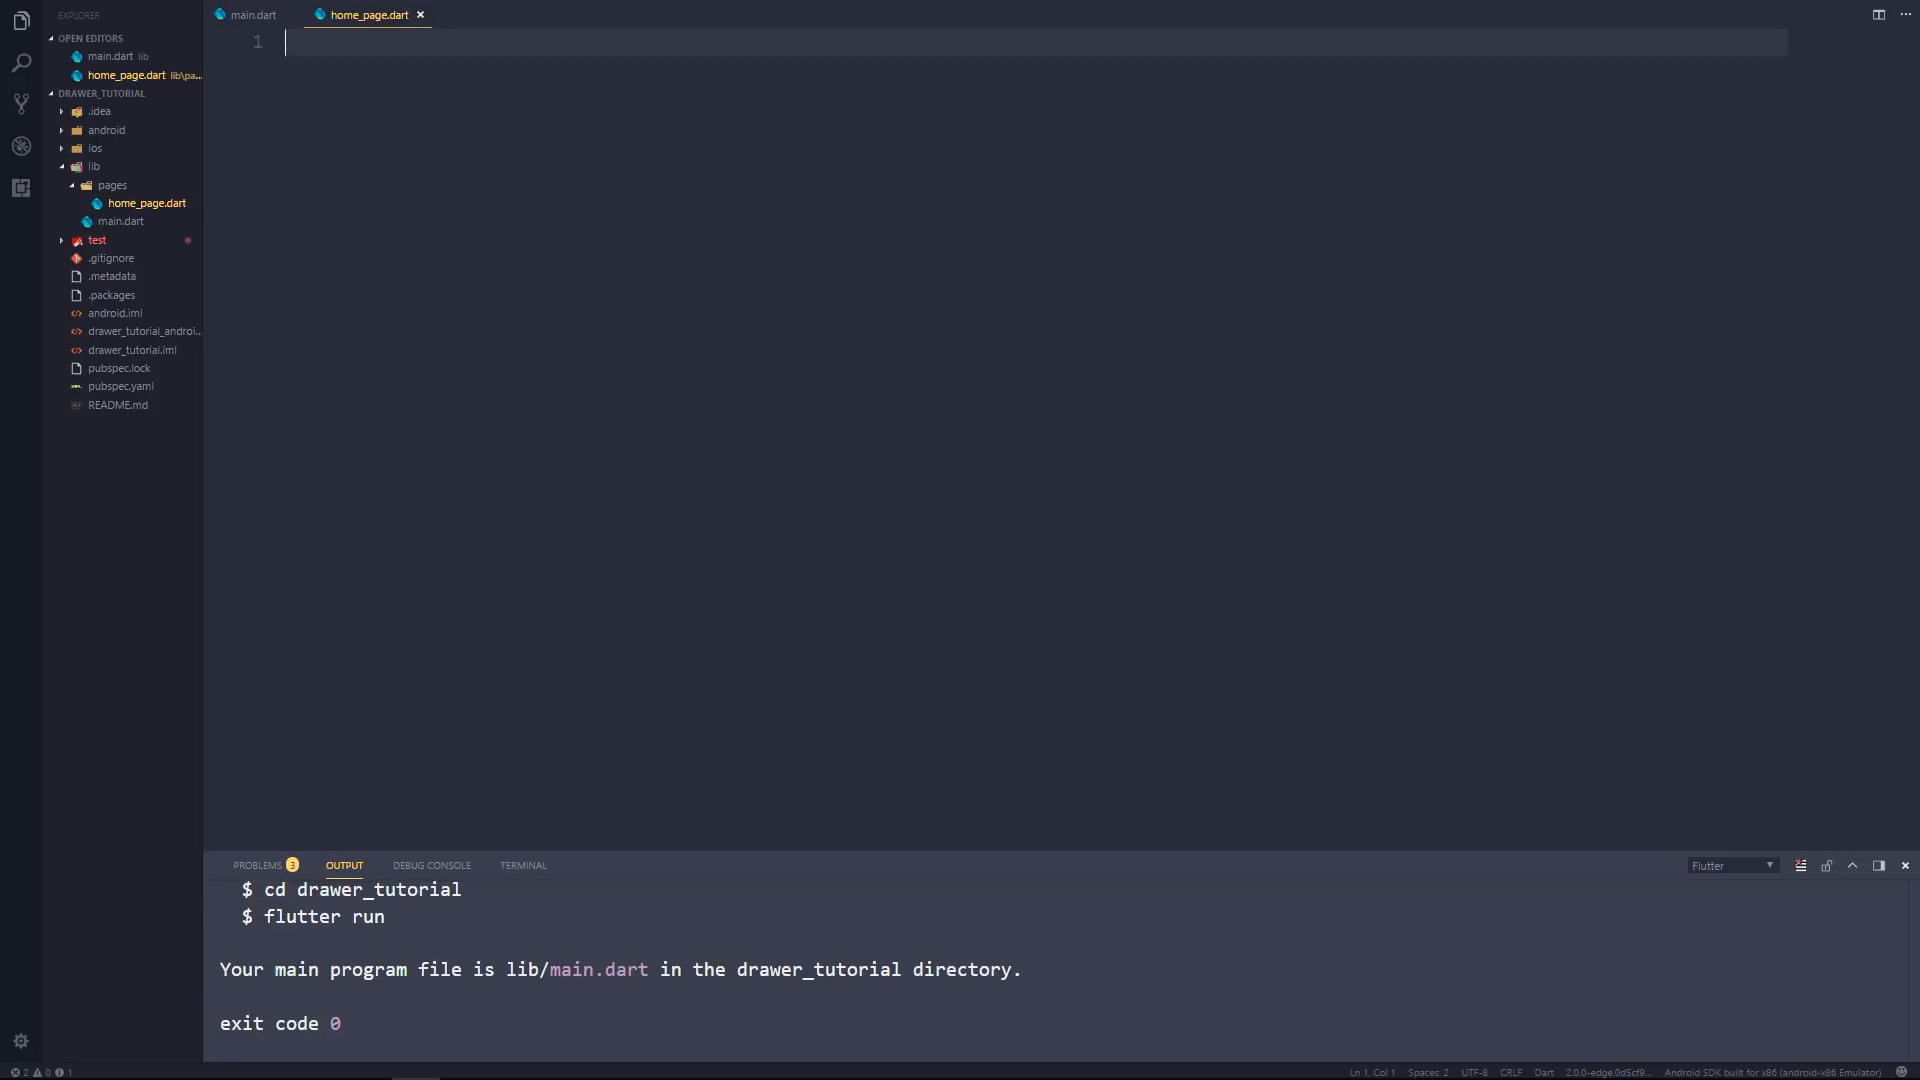 EXPLORER
OPEN EDITORS
main.dart lib
home_page.dart lib\pa...
DRAWER_TUTORIAL
.idea
android
ios
lib
pages
home_page.dart
main.dart
test
.gitignore
.metadata
.packages
android.iml
drawer_tutorial_androi...
drawer_tutorial.iml
pubspec.lock
pubspec.yaml
README.md
main.dart home_page.dart
1
PROBLEMS 3 OUTPUT DEBUG CONSOLE TERMINAL Flutter
$ cd drawer_tutorial
$ flutter run
Your main program file is lib/main.dart in the drawer_tutorial directory.
exit code 0
2 0 1 Ln 1, Col 1 Spaces: 2 UTF-8 CRLF Dart 2.0.0-edge.0d5cf9... Android SDK built for x86 (android-x86 Emulator)